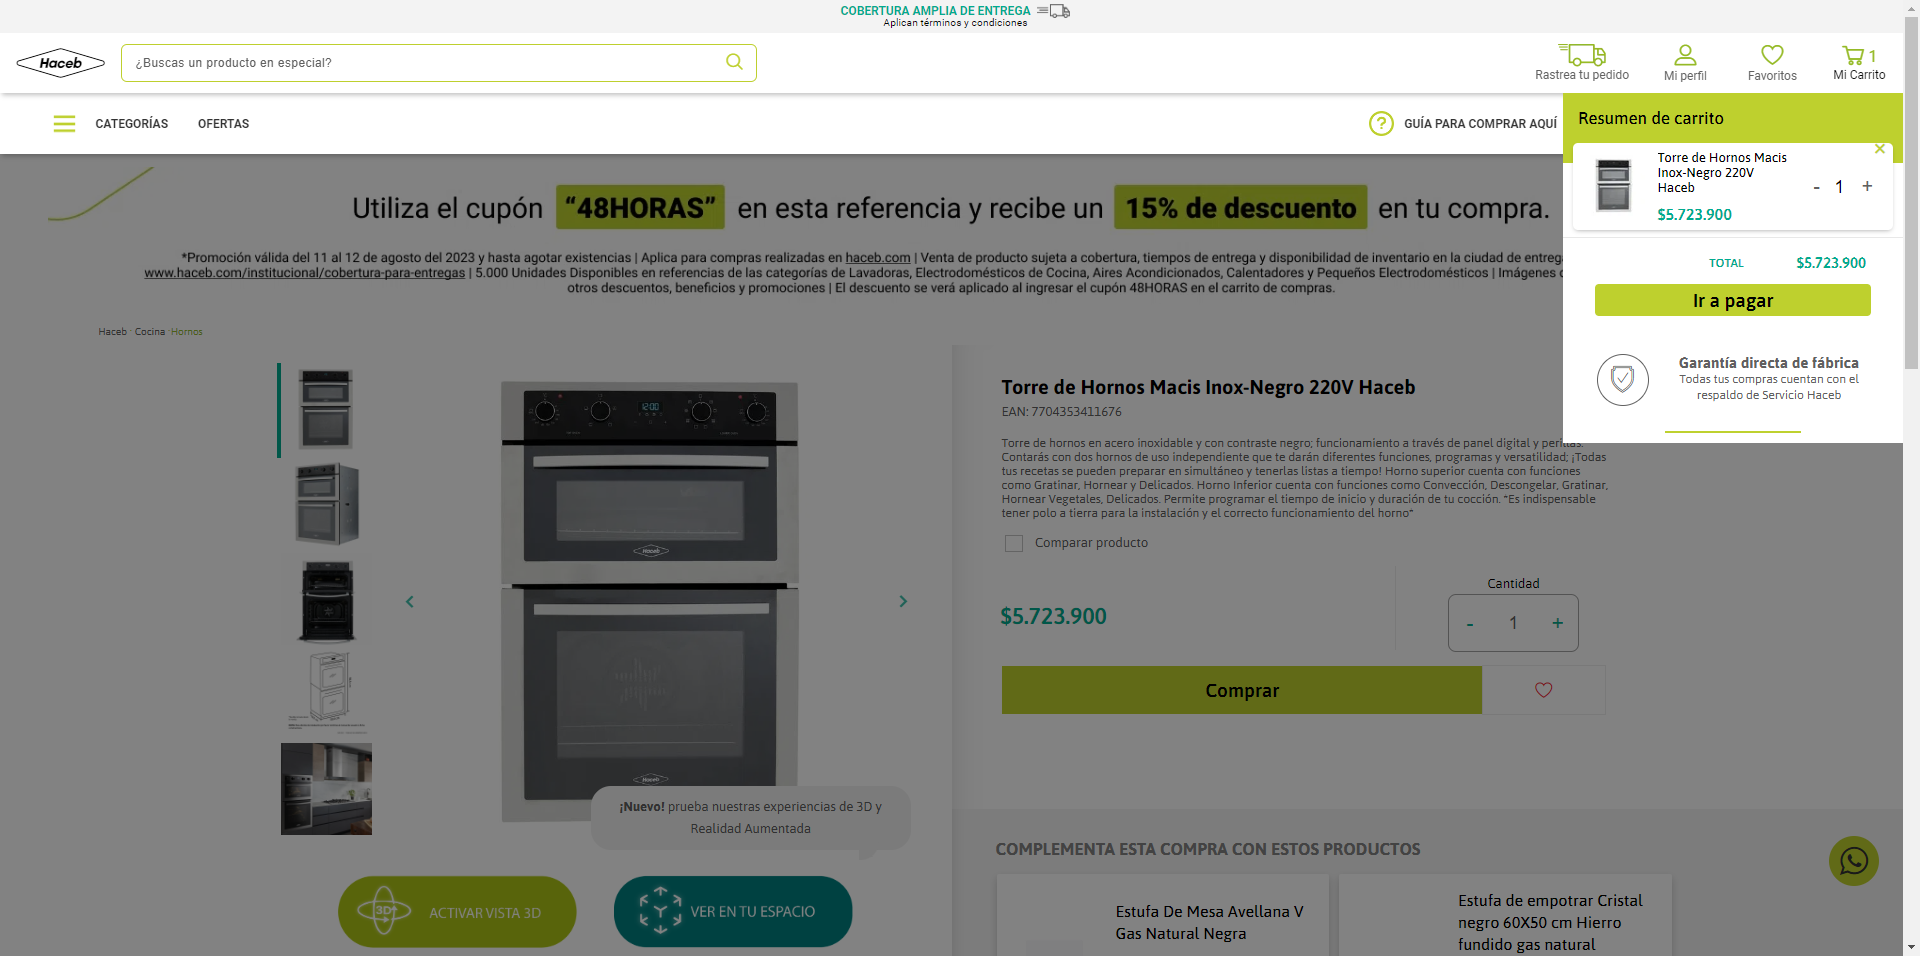 COBERTURA AMPLIA DE ENTREGA
Aplican términos y condiciones
Haceb
¿Buscas un producto en especial?
Rastrea tu pedido
Mi perfil
Favoritos
1
Mi Carrito
CATEGORÍAS
OFERTAS
GUÍA PARA COMPRAR AQUÍ
Resumen de carrito
Torre de Hornos Macis
Inox-Negro 220V
Haceb
- 1 +
$5.723.900
TOTAL $5.723.900
Ir a pagar
Garantía directa de fábrica
Todas tus compras cuentan con el
respaldo de Servicio Haceb
Utiliza el cupón “48HORAS” en esta referencia y recibe un 15% de descuento en tu compra.
*Promoción válida del 11 al 12 de agosto del 2023 y hasta agotar existencias | Aplica para compras realizadas en haceb.com | Venta de producto sujeta a cobertura, tiempos de entrega y disponibilidad de inventario en la ciudad de entrega
www.haceb.com/institucional/cobertura-para-entregas | 5.000 Unidades Disponibles en referencias de las categorías de Lavadoras, Electrodomésticos de Cocina, Aires Acondicionados, Calentadores y Pequeños Electrodomésticos | Imágenes
otros descuentos, beneficios y promociones | El descuento se verá aplicado al ingresar el cupón 48HORAS en el carrito de compras.
Haceb · Cocina · Hornos
12:00
Haceb
Haceb
Torre de Hornos Macis Inox-Negro 220V Haceb
EAN: 7704353411676
Torre de hornos en acero inoxidable y con contraste negro; funcionamiento a través de panel digital y perillas.
Contarás con dos hornos de uso independiente que te darán diferentes funciones, programas y versatilidad; ¡Todas
tus recetas se pueden preparar en simultáneo y tenerlas listas a tiempo! Horno superior cuenta con funciones
como Gratinar, Hornear y Delicados. Horno Inferior cuenta con funciones como Convección, Descongelar, Gratinar,
Hornear Vegetales, Delicados. Permite programar el tiempo de inicio y duración de tu cocción. *Es indispensable
tener polo a tierra para la instalación y el correcto funcionamiento del horno*
Comparar producto
Cantidad
$5.723.900
- 1 +
Comprar
¡Nuevo! prueba nuestras experiencias de 3D y
Realidad Aumentada
3D ACTIVAR VISTA 3D
VER EN TU ESPACIO
COMPLEMENTA ESTA COMPRA CON ESTOS PRODUCTOS
Estufa De Mesa Avellana V
Gas Natural Negra
Estufa de empotrar Cristal
negro 60X50 cm Hierro
fundido gas natural